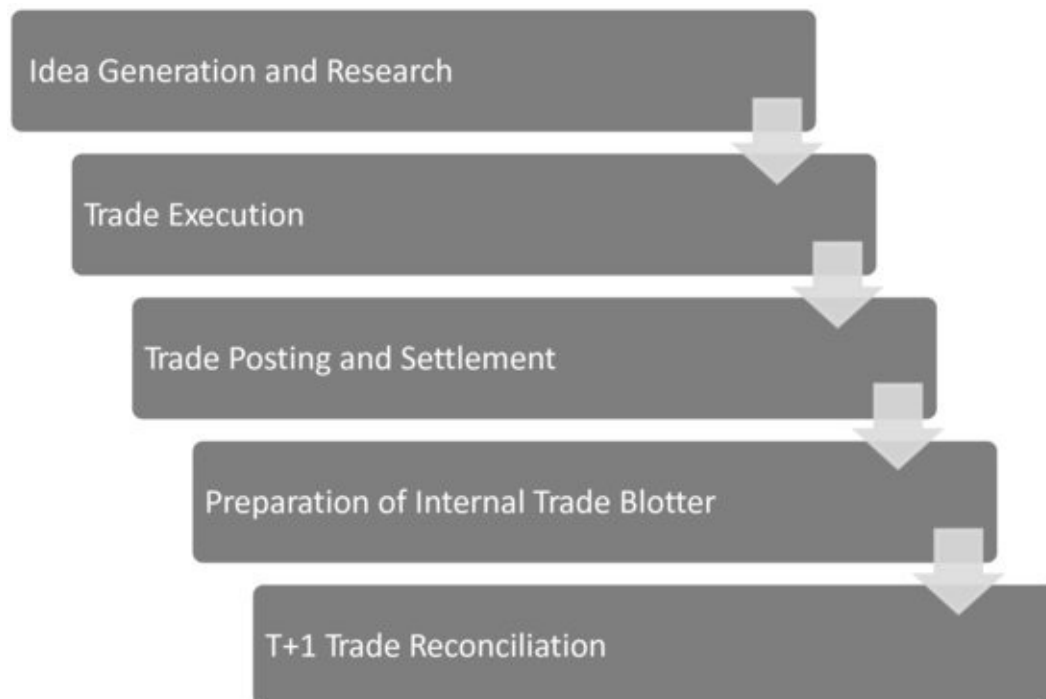 Idea Generation and Research
Trade Execution
Trade Posting and Settlement
Preparation of Internal Trade Blotter
T+1 Trade Reconciliation